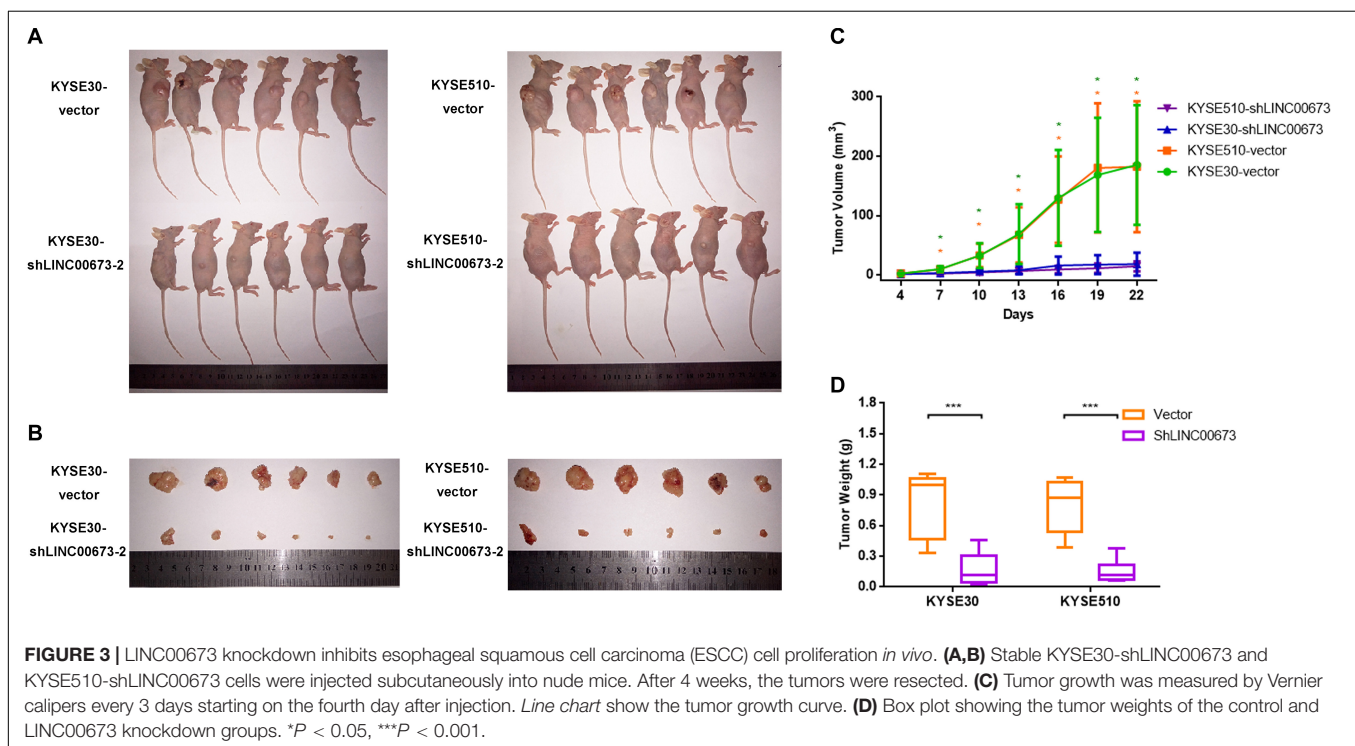 A
KYSE30-
vector
KYSE30-
shLINC00673-2
KYSE510-
vector
KYSE510-
shLINC00673-2
B
KYSE30-
vector
KYSE30-
shLINC00673-2
KYSE510-
vector
KYSE510-
shLINC00673-2
C
Tumor Volume (mm³)
300
200
100
0
4 7 10 13 16 19 22
Days
* * * * * *
* * * * * *
KYSE510-shLINC00673
KYSE30-shLINC00673
KYSE510-vector
KYSE30-vector
D
Tumor Weight (g)
1.8
1.5
1.2
0.9
0.6
0.3
0.0
*** ***
KYSE30 KYSE510
Vector
ShLINC00673
FIGURE 3 | LINC00673 knockdown inhibits esophageal squamous cell carcinoma (ESCC) cell proliferation in vivo. (A,B) Stable KYSE30-shLINC00673 and
KYSE510-shLINC00673 cells were injected subcutaneously into nude mice. After 4 weeks, the tumors were resected. (C) Tumor growth was measured by Vernier
calipers every 3 days starting on the fourth day after injection. Line chart show the tumor growth curve. (D) Box plot showing the tumor weights of the control and
LINC00673 knockdown groups. *P < 0.05, ***P < 0.001.